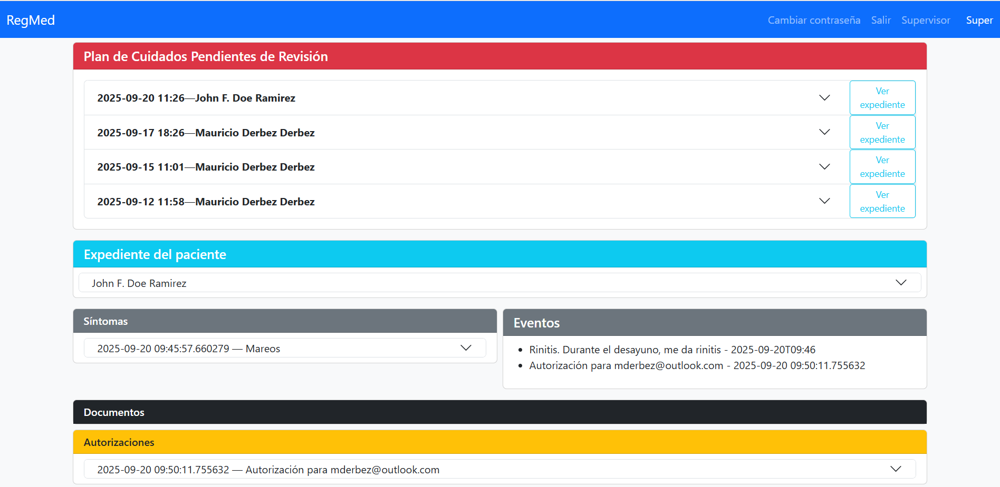 RegMed
Cambiar contraseña Salir Supervisor Super
Plan de Cuidados Pendientes de Revisión
2025-09-20 11:26—John F. Doe Ramirez
Ver
expediente
2025-09-17 18:26—Mauricio Derbez Derbez
Ver
expediente
2025-09-15 11:01—Mauricio Derbez Derbez
Ver
expediente
2025-09-12 11:58—Mauricio Derbez Derbez
Ver
expediente
Expediente del paciente
John F. Doe Ramirez
Síntomas
2025-09-20 09:45:57.660279 — Mareos
Eventos
• Rinitis. Durante el desayuno, me da rinitis - 2025-09-20T09:46
• Autorización para mderbez@outlook.com - 2025-09-20 09:50:11.755632
Documentos
Autorizaciones
2025-09-20 09:50:11.755632 — Autorización para mderbez@outlook.com